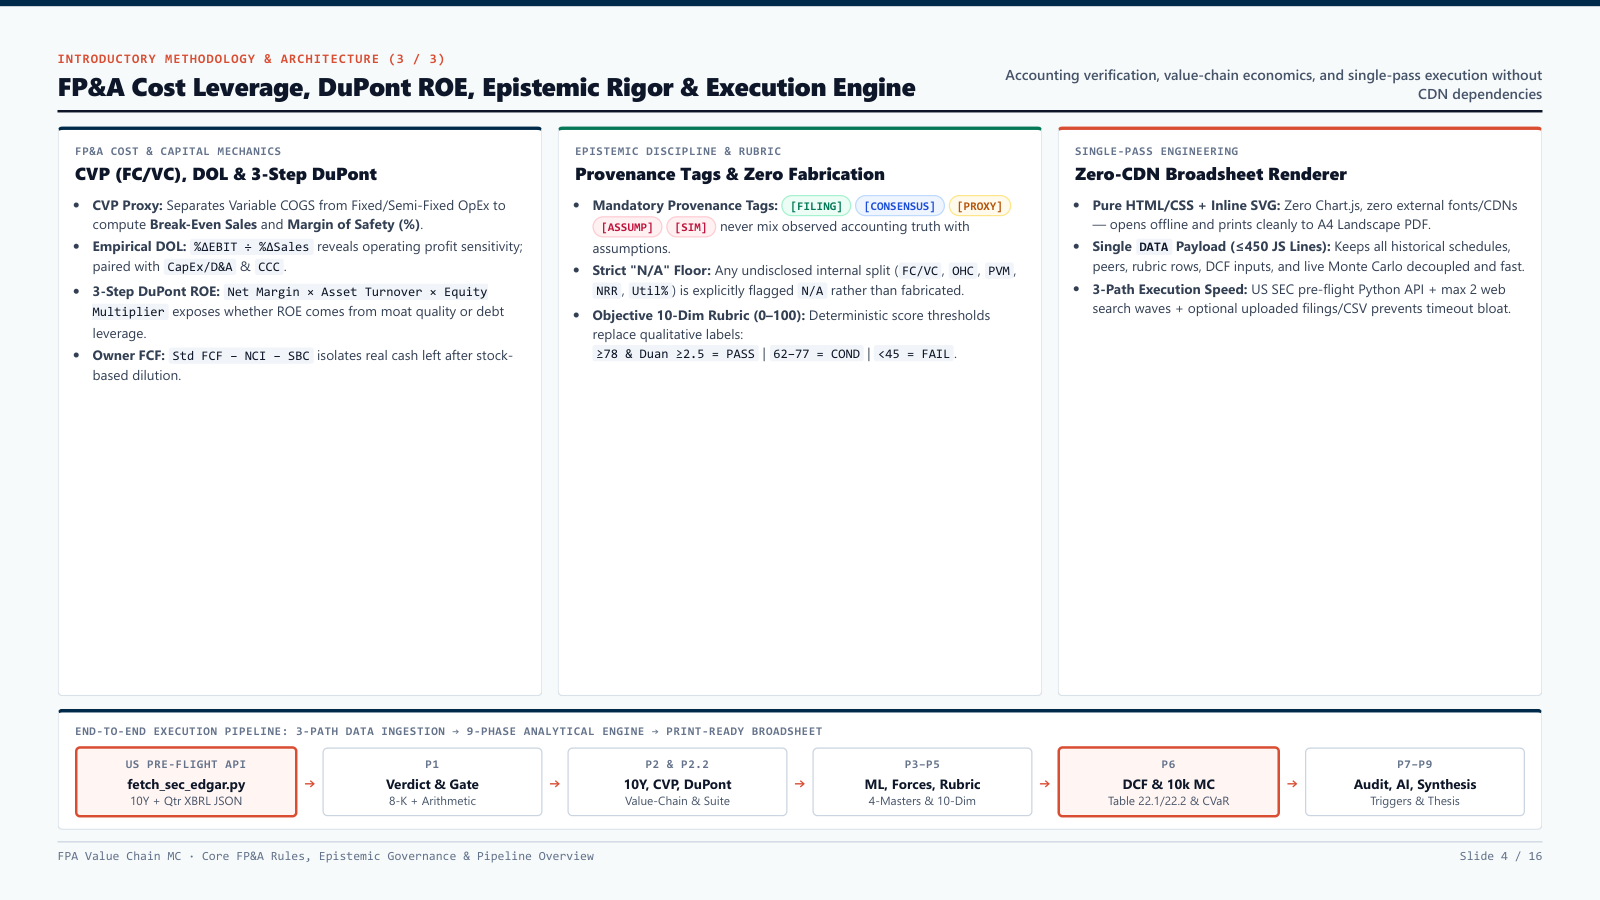 INTRODUCTORY METHODOLOGY & ARCHITECTURE (3 / 3)
FP&A Cost Leverage, DuPont ROE, Epistemic Rigor & Execution Engine
Accounting verification, value-chain economics, and single-pass execution without
CDN dependencies
FP&A COST & CAPITAL MECHANICS
CVP (FC/VC), DOL & 3-Step DuPont
• CVP Proxy: Separates Variable COGS from Fixed/Semi-Fixed OpEx to
compute Break-Even Sales and Margin of Safety (%).
• Empirical DOL: %ΔEBIT ÷ %ΔSales reveals operating profit sensitivity;
paired with CapEx/D&A & CCC.
• 3-Step DuPont ROE: Net Margin × Asset Turnover × Equity
Multiplier exposes whether ROE comes from moat quality or debt
leverage.
• Owner FCF: Std FCF − NCI − SBC isolates real cash left after stock-
based dilution.
EPISTEMIC DISCIPLINE & RUBRIC
Provenance Tags & Zero Fabrication
• Mandatory Provenance Tags: [FILING] [CONSENSUS] [PROXY]
[ASSUMP] [SIM] never mix observed accounting truth with
assumptions.
• Strict "N/A" Floor: Any undisclosed internal split (FC/VC, OHC, PVM,
NRR, Util%) is explicitly flagged N/A rather than fabricated.
• Objective 10-Dim Rubric (0–100): Deterministic score thresholds
replace qualitative labels:
≥78 & Duan ≥2.5 = PASS | 62–77 = COND | <45 = FAIL.
SINGLE-PASS ENGINEERING
Zero-CDN Broadsheet Renderer
• Pure HTML/CSS + Inline SVG: Zero Chart.js, zero external fonts/CDNs
— opens offline and prints cleanly to A4 Landscape PDF.
• Single DATA Payload (≤450 JS Lines): Keeps all historical schedules,
peers, rubric rows, DCF inputs, and live Monte Carlo decoupled and fast.
• 3-Path Execution Speed: US SEC pre-flight Python API + max 2 web
search waves + optional uploaded filings/CSV prevents timeout bloat.
END-TO-END EXECUTION PIPELINE: 3-PATH DATA INGESTION → 9-PHASE ANALYTICAL ENGINE → PRINT-READY BROADSHEET
US PRE-FLIGHT API
fetch_sec_edgar.py
10Y + Qtr XBRL JSON
→
P1
Verdict & Gate
8-K + Arithmetic
→
P2 & P2.2
10Y, CVP, DuPont
Value-Chain & Suite
→
P3–P5
ML, Forces, Rubric
4-Masters & 10-Dim
→
P6
DCF & 10k MC
Table 22.1/22.2 & CVaR
→
P7–P9
Audit, AI, Synthesis
Triggers & Thesis
FPA Value Chain MC · Core FP&A Rules, Epistemic Governance & Pipeline Overview
Slide 4 / 16